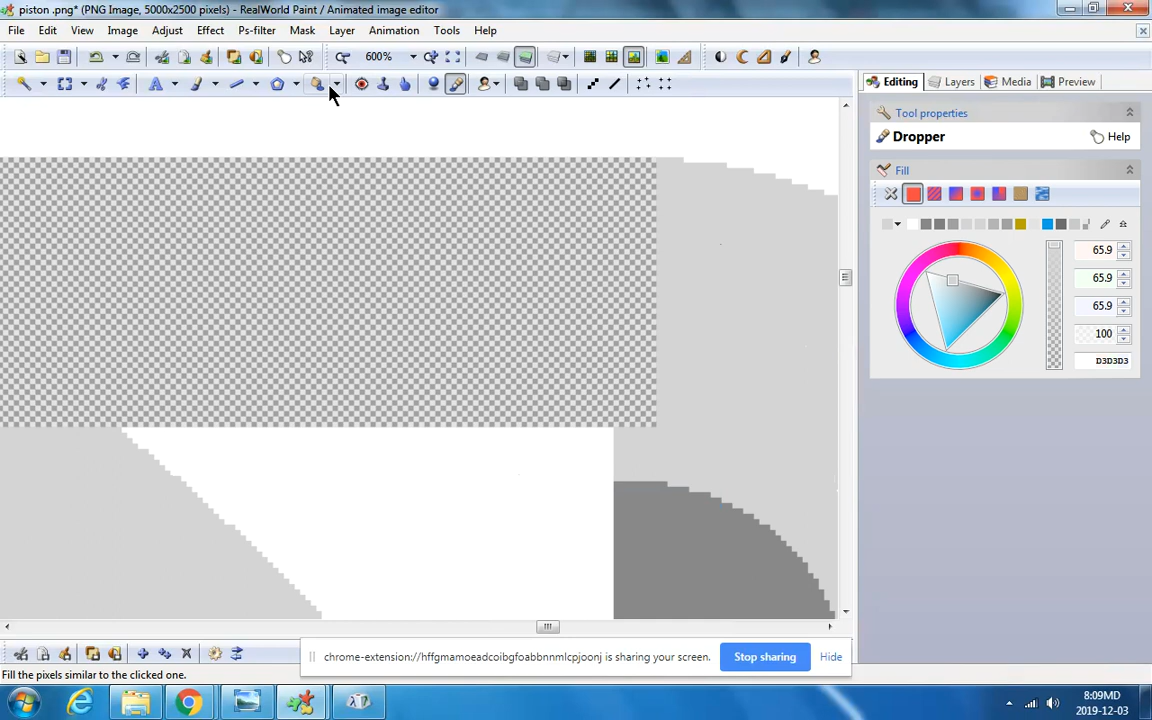 piston .png* (PNG Image, 5000x2500 pixels) - RealWorld Paint / Animated image editor
File Edit View Image Adjust Effect Ps-filter Mask Layer Animation Tools Help
600%
Editing Layers Media Preview
Tool properties
Dropper Help
Fill
65.9
65.9
65.9
100
D3D3D3
chrome-extension://hffgmamoeadcoibgfoabbnnmlcpjoonj is sharing your screen. Stop sharing Hide
Fill the pixels similar to the clicked one.
8:09MD
2019-12-03